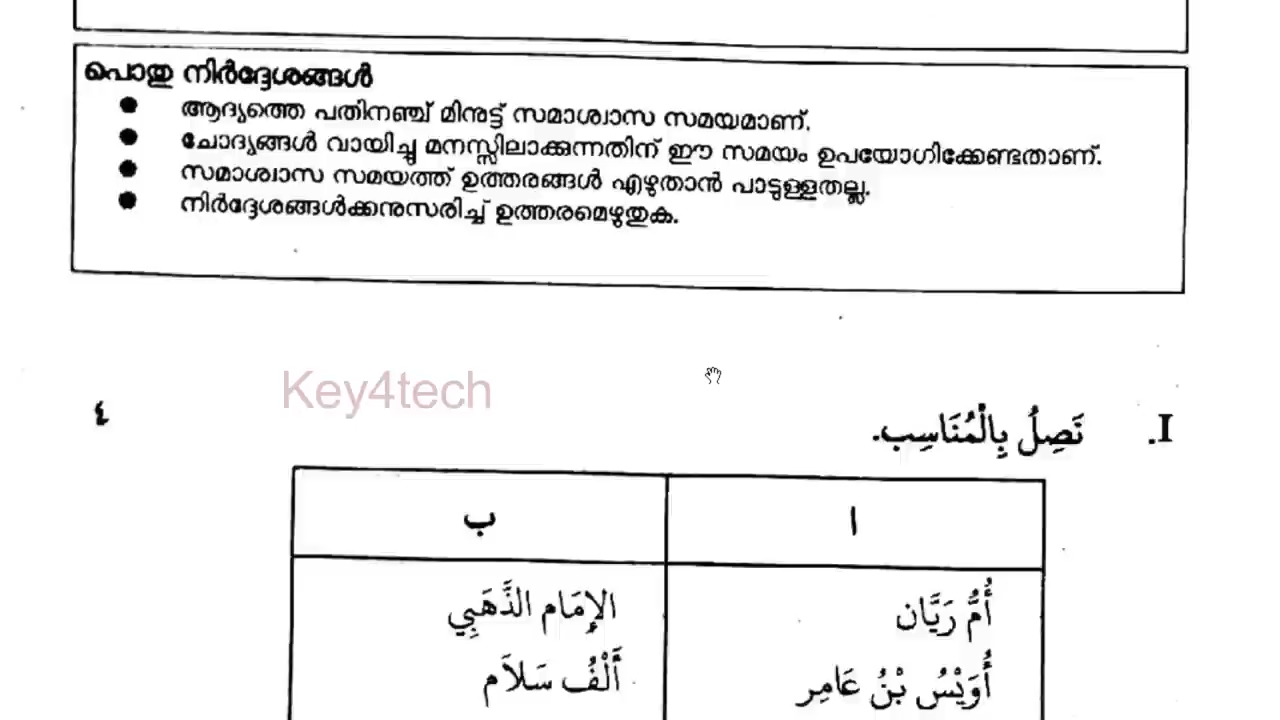 പൊതു നിർദ്ദേശങ്ങൾ
● ആദ്യത്തെ പതിനഞ്ച് മിനുട്ട് സമാശ്വാസ സമയമാണ്.
● ചോദ്യങ്ങൾ വായിച്ചു മനസ്സിലാക്കുന്നതിന് ഈ സമയം ഉപയോഗിക്കേണ്ടതാണ്.
● സമാശ്വാസ സമയത്ത് ഉത്തരങ്ങൾ എഴുതാൻ പാട്ടുള്ളതല്ല.
● നിർദ്ദേശങ്ങൾക്കനുസരിച്ച് ഉത്തരമെഴുതുക.
Key4tech
I. نَصِلُ بِالْمُنَاسِب. ٤
ا ب
أُمُّ رَيَّان الإِمَام الذَّهَبِي
أُوَيْسُ بْنُ عَامِر أَلْفُ سَلاَم